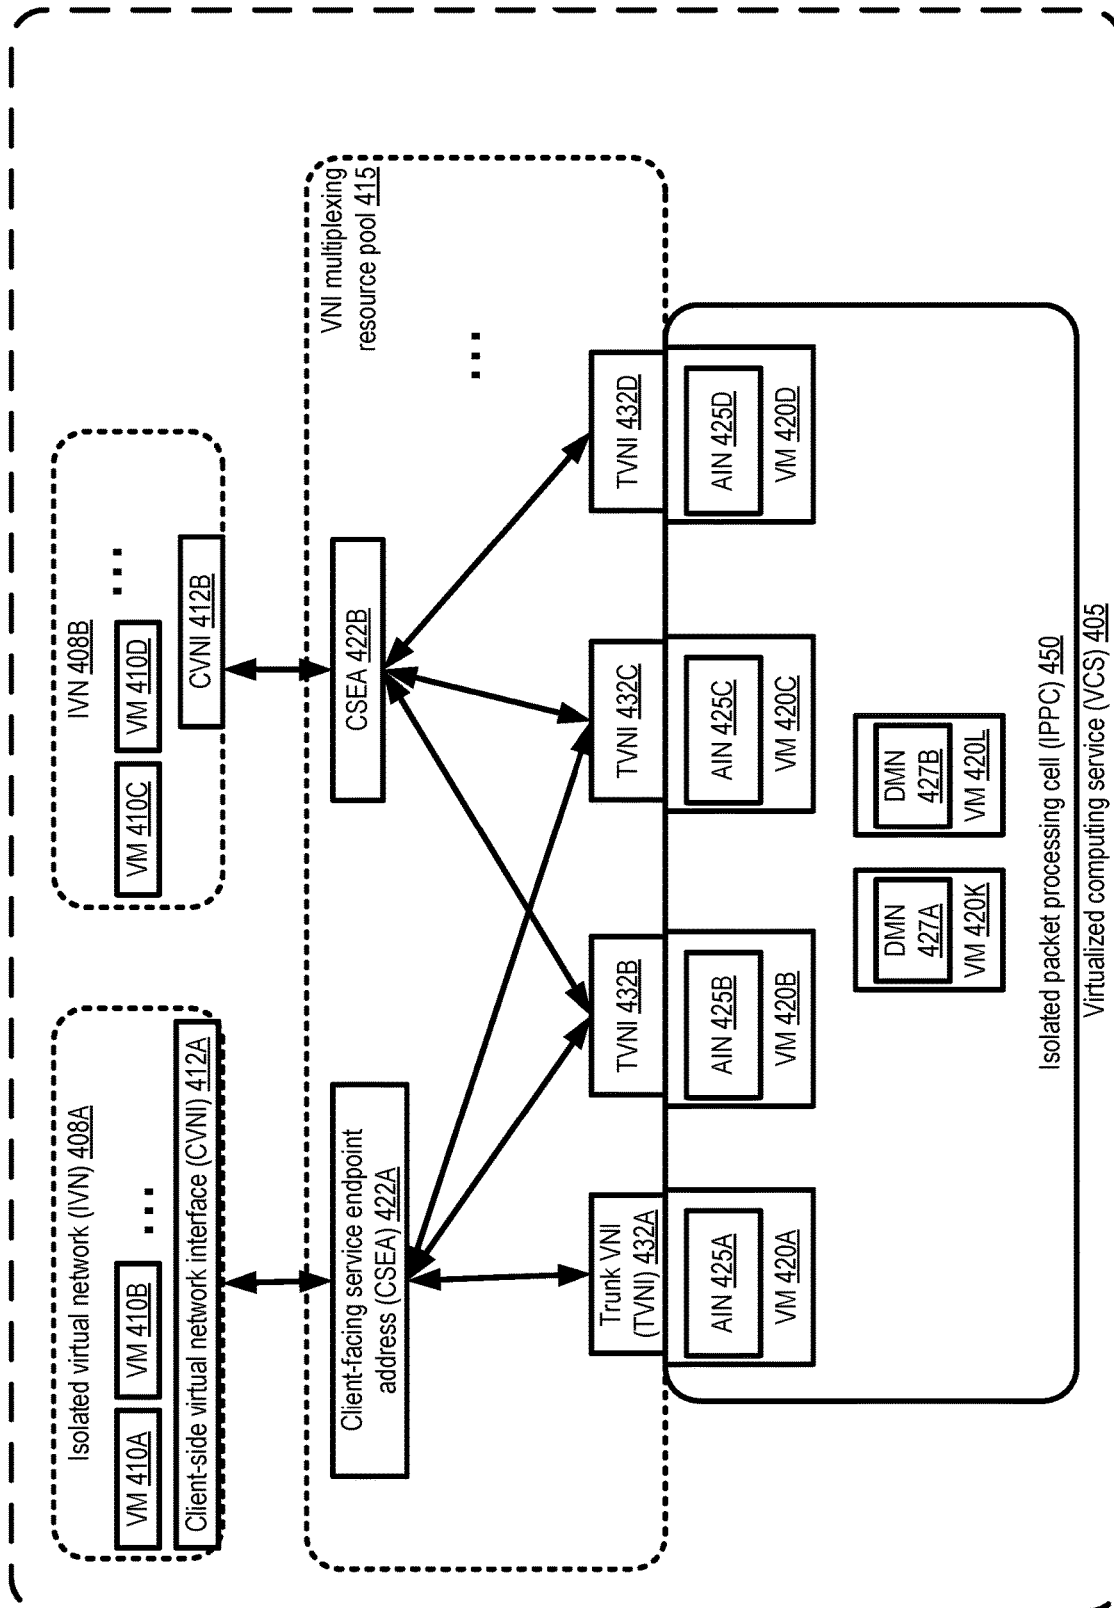 Isolated virtual network (IVN) 408A
VM 410A
VM 410B
...
Client-side virtual network interface (CVNI) 412A
IVN 408B
VM 410C
VM 410D
...
CVNI 412B
VNI multiplexing
resource pool 415
Client-facing service endpoint
address (CSEA) 422A
CSEA 422B
...
Trunk VNI
(TVNI) 432A
TVNI 432B
TVNI 432C
TVNI 432D
AIN 425A
VM 420A
AIN 425B
VM 420B
AIN 425C
VM 420C
AIN 425D
VM 420D
DMN
427A
VM 420K
DMN
427B
VM 420L
Isolated packet processing cell (IPPC) 450
Virtualized computing service (VCS) 405